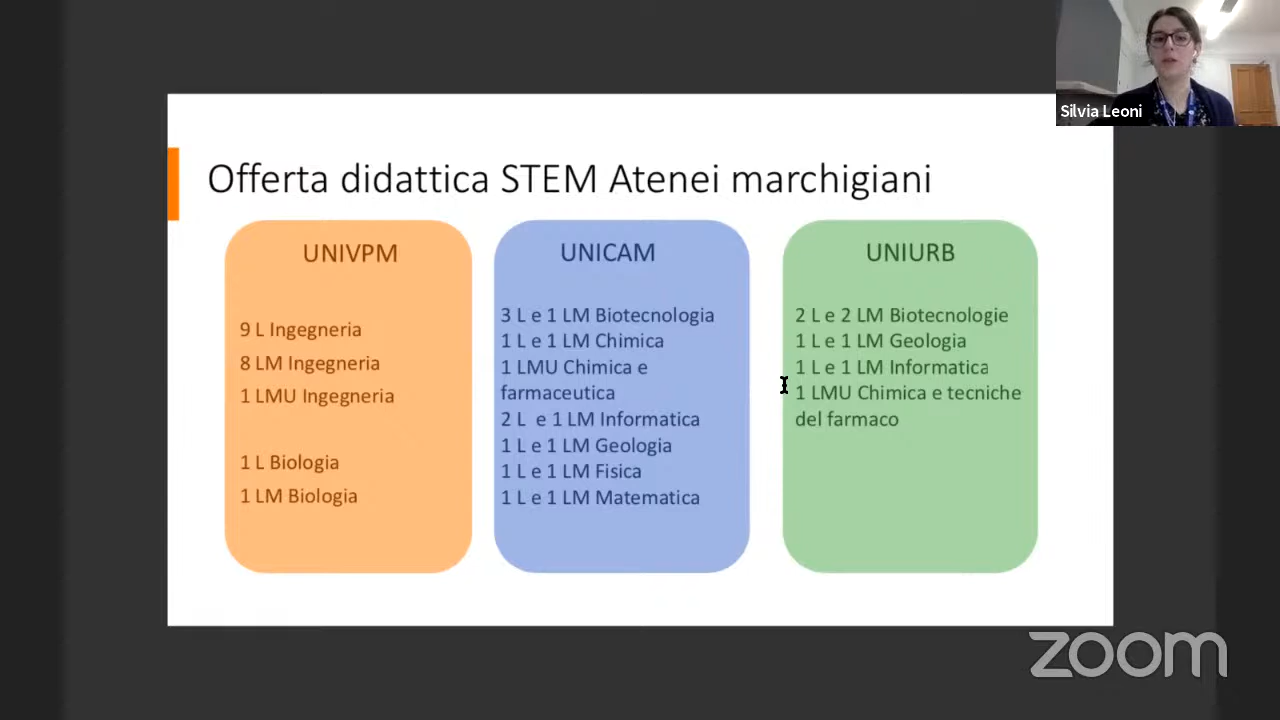 Silvia Leoni
Offerta didattica STEM Atenei marchigiani
UNIVPM
9 L Ingegneria
8 LM Ingegneria
1 LMU Ingegneria
1 L Biologia
1 LM Biologia
UNICAM
3 L e 1 LM Biotecnologia
1 L e 1 LM Chimica
1 LMU Chimica e
farmaceutica
2 L e 1 LM Informatica
1 L e 1 LM Geologia
1 L e 1 LM Fisica
1 L e 1 LM Matematica
UNIURB
2 L e 2 LM Biotecnologie
1 L e 1 LM Geologia
1 L e 1 LM Informatica
1 LMU Chimica e tecniche
del farmaco
zoom